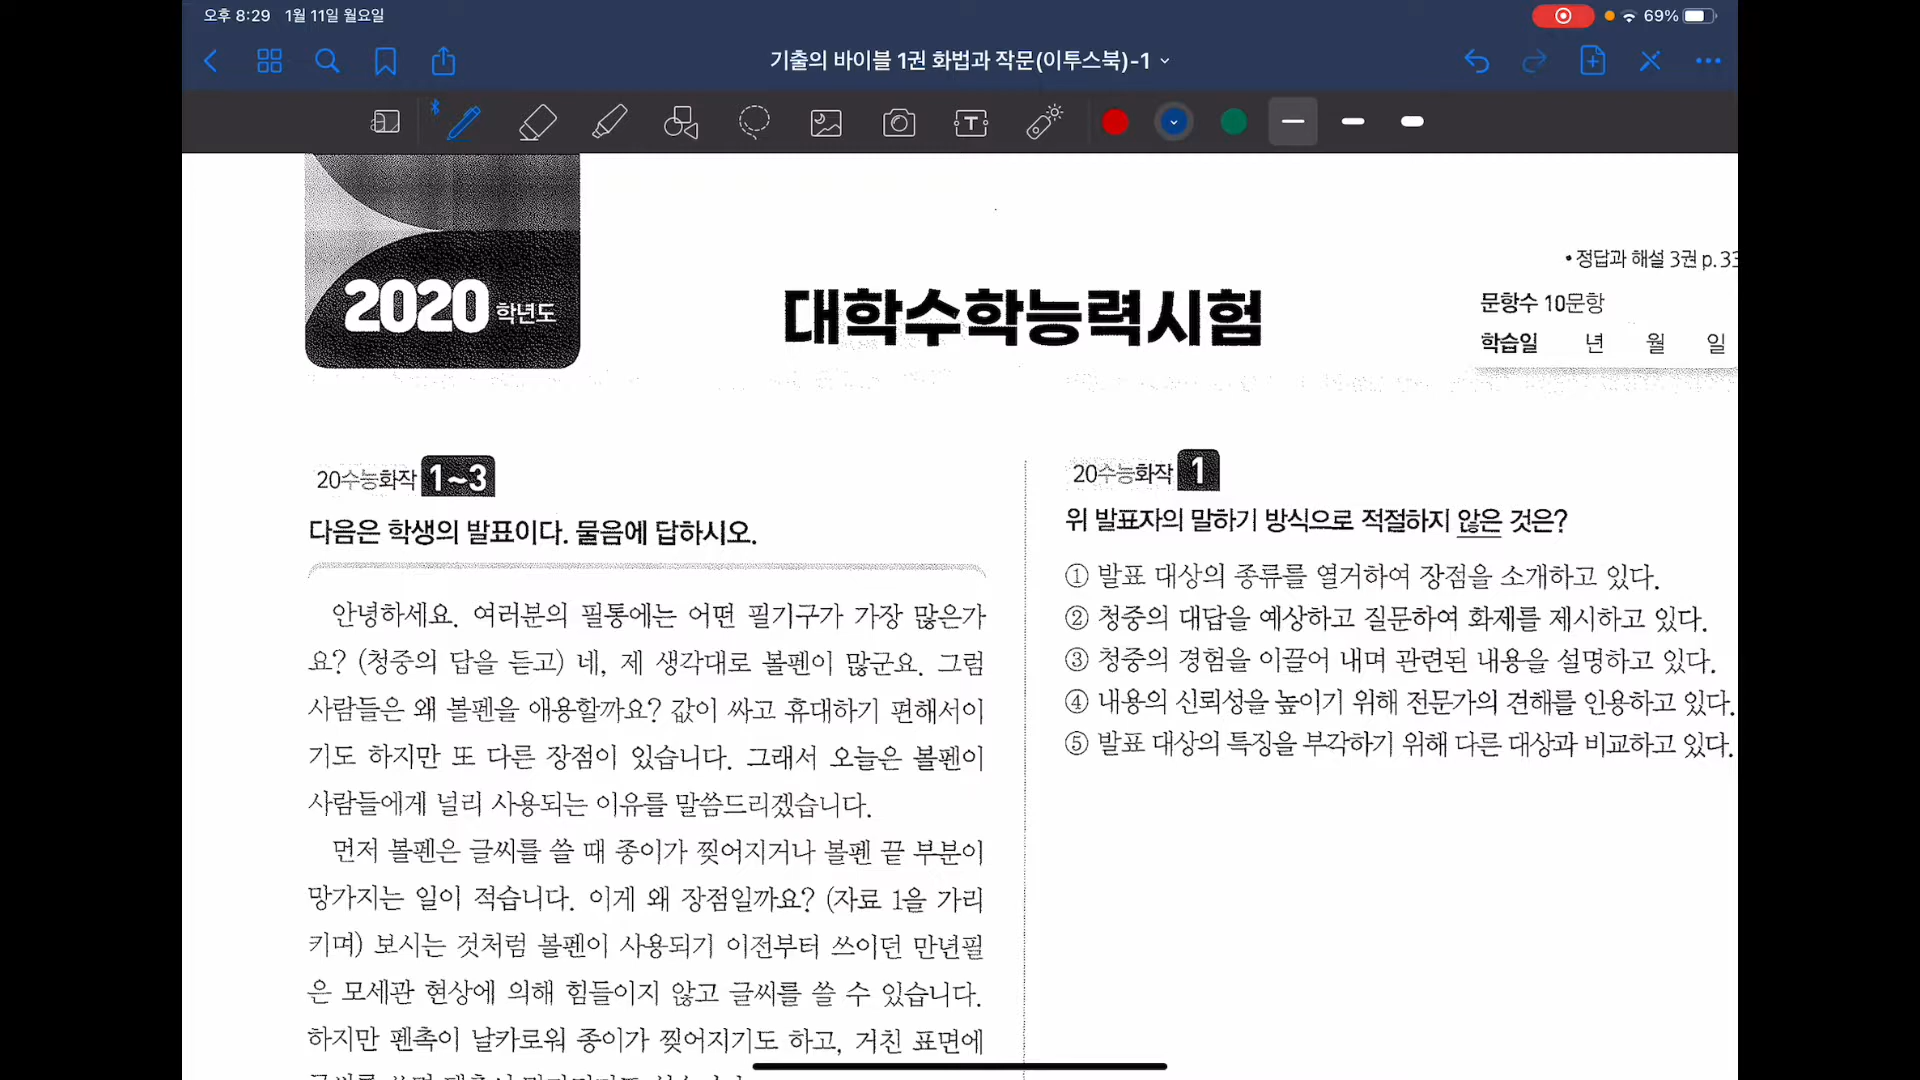 오후 8:29 1월 11일 월요일
69%
기출의 바이블 1권 화법과 작문(이투스북)-1
2020 학년도
대학수학능력시험
• 정답과 해설 3권 p.33
문항수 10문항
학습일 년 월 일
20수능화작 1~3
다음은 학생의 발표이다. 물음에 답하시오.
안녕하세요. 여러분의 필통에는 어떤 필기구가 가장 많은가
요? (청중의 답을 듣고) 네, 제 생각대로 볼펜이 많군요. 그럼
사람들은 왜 볼펜을 애용할까요? 값이 싸고 휴대하기 편해서이
기도 하지만 또 다른 장점이 있습니다. 그래서 오늘은 볼펜이
사람들에게 널리 사용되는 이유를 말씀드리겠습니다.
먼저 볼펜은 글씨를 쓸 때 종이가 찢어지거나 볼펜 끝 부분이
망가지는 일이 적습니다. 이게 왜 장점일까요? (자료 1을 가리
키며) 보시는 것처럼 볼펜이 사용되기 이전부터 쓰이던 만년필
은 모세관 현상에 의해 힘들이지 않고 글씨를 쓸 수 있습니다.
하지만 펜촉이 날카로워 종이가 찢어지기도 하고, 거친 표면에
20수능화작 1
위 발표자의 말하기 방식으로 적절하지 않은 것은?
① 발표 대상의 종류를 열거하여 장점을 소개하고 있다.
② 청중의 대답을 예상하고 질문하여 화제를 제시하고 있다.
③ 청중의 경험을 이끌어 내며 관련된 내용을 설명하고 있다.
④ 내용의 신뢰성을 높이기 위해 전문가의 견해를 인용하고 있다.
⑤ 발표 대상의 특징을 부각하기 위해 다른 대상과 비교하고 있다.